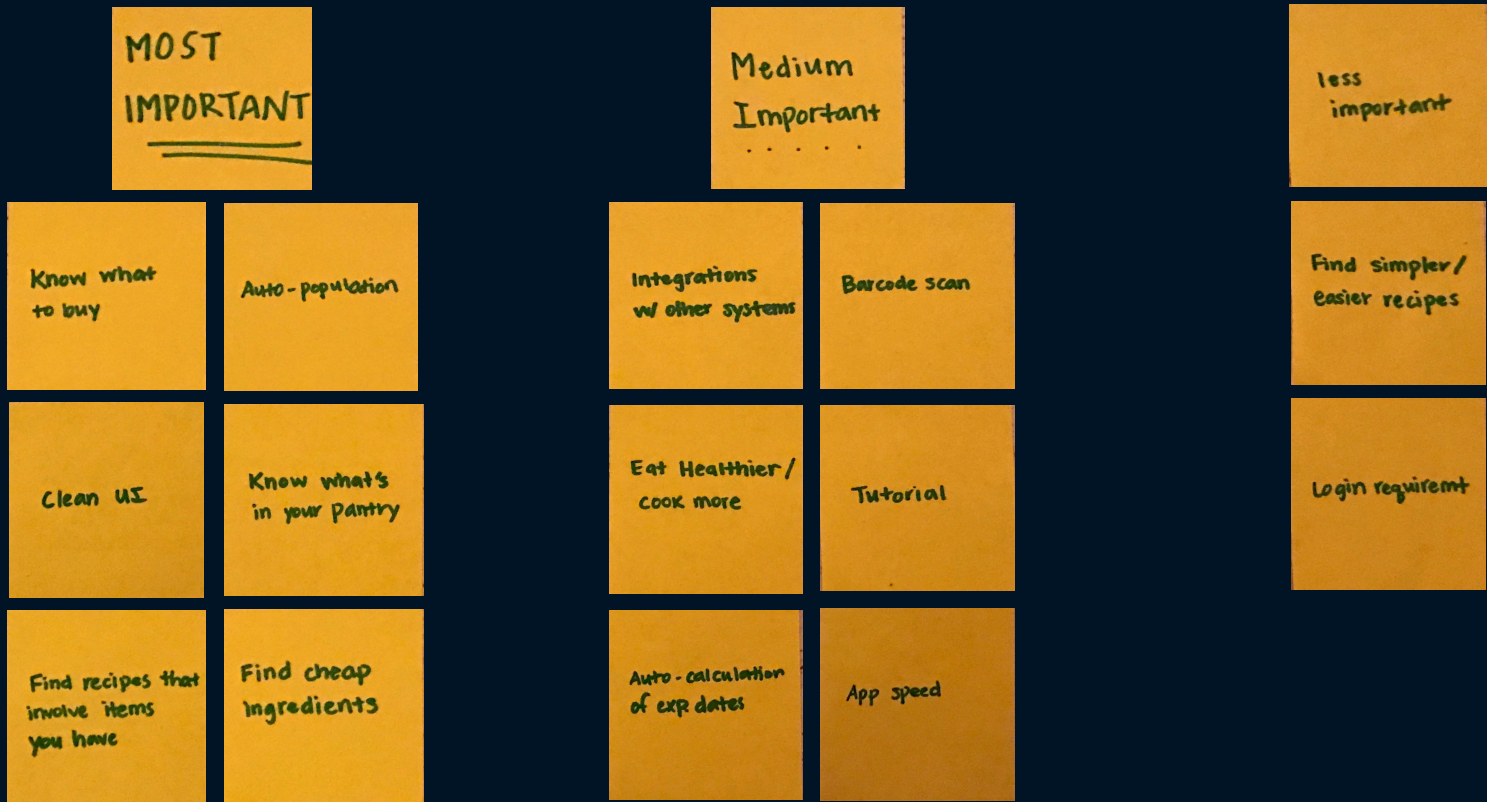 MOST
IMPORTANT
Know what
to buy
Auto-population
Clean UI
Know what's
in your pantry
Find recipes that
involve items
you have
Find cheap
ingredients
Medium
Important
Integrations
w/ other systems
Barcode scan
Eat Healthier/
cook more
Tutorial
Auto-calculation
of exp. dates
App speed
less
important
Find simpler/
easier recipes
Login requiremt